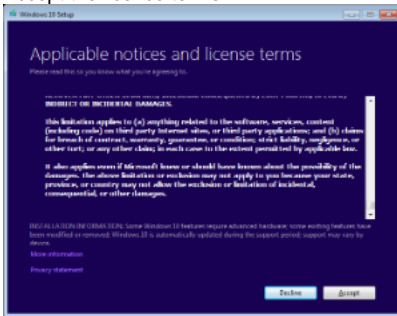 Windows 10 Setup
Applicable notices and license terms
Please read this so you know what you're agreeing to.
INDIRECT OR INCIDENTAL DAMAGES.
This limitation applies to (a) anything related to the software, services, content
(including code) on third party Internet sites, or third party applications; and (b) claims
for breach of contract, warranty, guarantee, or condition; strict liability, negligence, or
other tort; or any other claim; in each case to the extent permitted by applicable law.
It also applies even if Microsoft knew or should have known about the possibility of the
damages. The above limitation or exclusion may not apply to you because your state,
province, or country may not allow the exclusion or limitation of incidental,
consequential, or other damages.
INSTALLATION INFORMATION: Some Windows 10 features require advanced hardware; some existing features have
been modified or removed; Windows 10 is automatically updated during the support period; support may vary by
device.
More information
Privacy statement
Decline
Accept